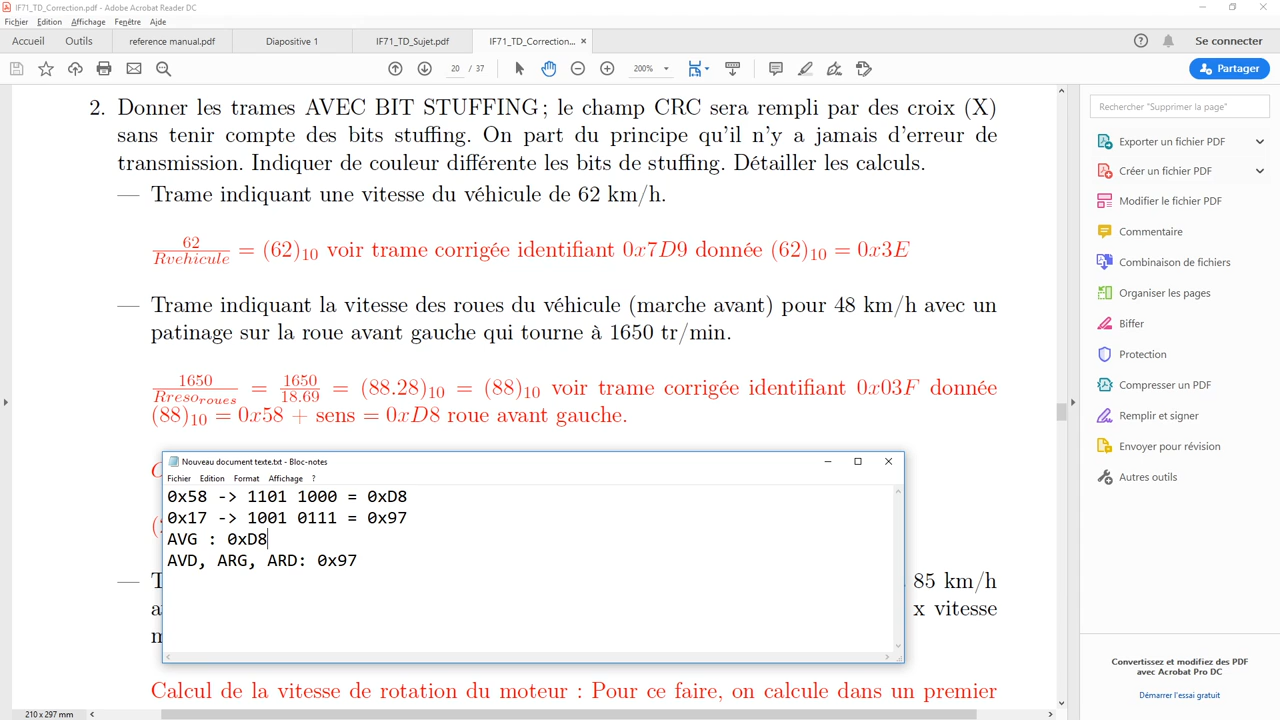 IF71_TD_Correction.pdf - Adobe Acrobat Reader DC
Fichier Edition Affichage Fenêtre Aide
Accueil Outils reference manual.pdf Diapositive 1 IF71_TD_Sujet.pdf IF71_TD_Correction... × Se connecter
20 / 37 200% Partager
2. Donner les trames AVEC BIT STUFFING; le champ CRC sera rempli par des croix (X)
sans tenir compte des bits stuffing. On part du principe qu'il n'y a jamais d'erreur de
transmission. Indiquer de couleur différente les bits de stuffing. Détailler les calculs.
— Trame indiquant une vitesse du véhicule de 62 km/h.
62/Rvehicule = (62)10 voir trame corrigée identifiant 0x7D9 donnée (62)10 = 0x3E
— Trame indiquant la vitesse des roues du véhicule (marche avant) pour 48 km/h avec un
patinage sur la roue avant gauche qui tourne à 1650 tr/min.
1650/Rresoroues = 1650/18.69 = (88.28)10 = (88)10 voir trame corrigée identifiant 0x03F donnée
(88)10 = 0x58 + sens = 0xD8 roue avant gauche.
Nouveau document texte.txt - Bloc-notes
Fichier Edition Format Affichage ?
0x58 -> 1101 1000 = 0xD8
0x17 -> 1001 0111 = 0x97
AVG : 0xD8
AVD, ARG, ARD: 0x97
85 km/h
x vitesse
Calcul de la vitesse de rotation du moteur : Pour ce faire, on calcule dans un premier
210 x 297 mm
Rechercher "Supprimer la page"
Exporter un fichier PDF
Créer un fichier PDF
Modifier le fichier PDF
Commentaire
Combinaison de fichiers
Organiser les pages
Biffer
Protection
Compresser un PDF
Remplir et signer
Envoyer pour révision
Autres outils
Convertissez et modifiez des PDF
avec Acrobat Pro DC
Démarrer l'essai gratuit